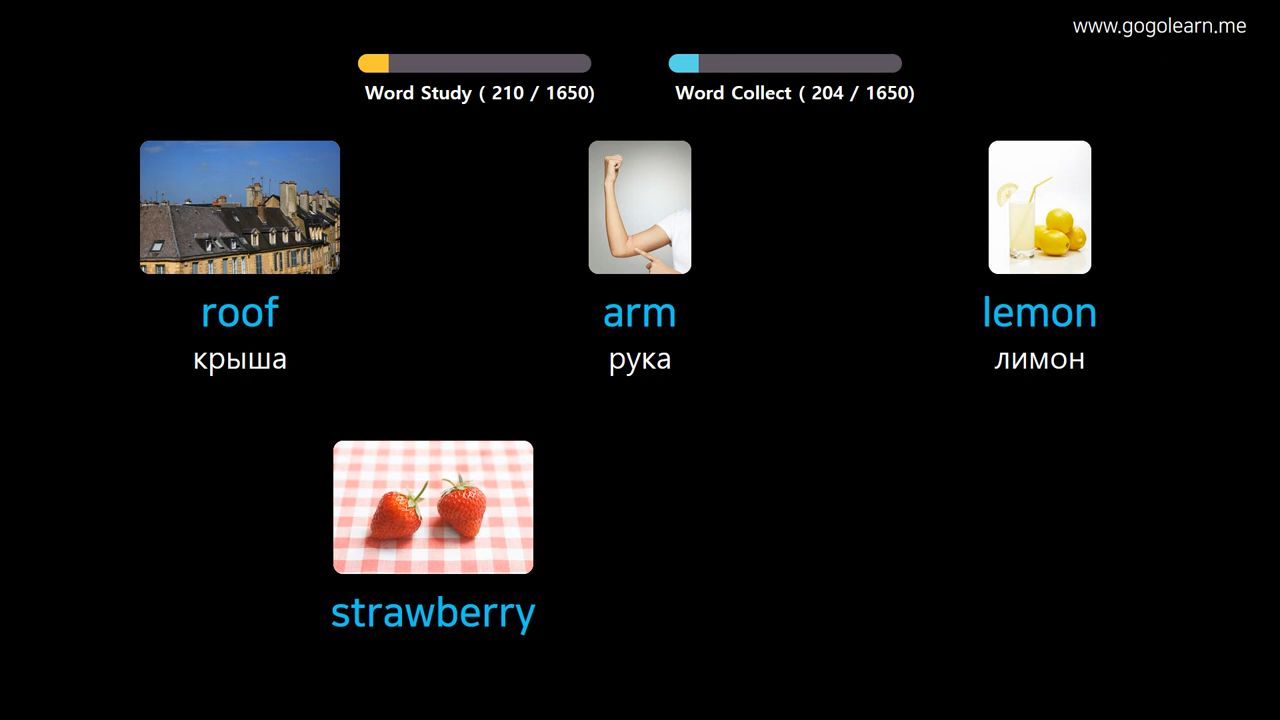 www.gogolearn.me
Word Study ( 210 / 1650)
Word Collect ( 204 / 1650)
roof
крыша
arm
рука
lemon
лимон
strawberry